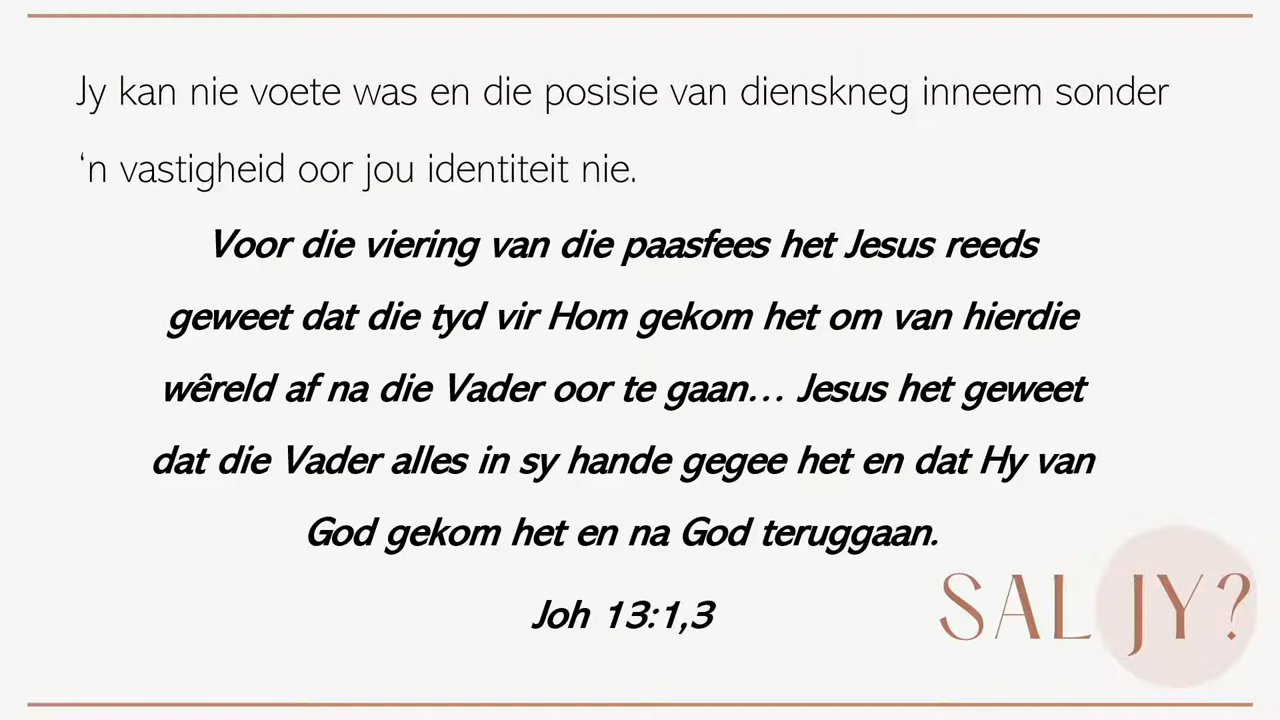 Jy kan nie voete was en die posisie van dienskneg inneem sonder
‘n vastigheid oor jou identiteit nie.
Voor die viering van die paasfees het Jesus reeds
geweet dat die tyd vir Hom gekom het om van hierdie
wêreld af na die Vader oor te gaan… Jesus het geweet
dat die Vader alles in sy hande gegee het en dat Hy van
God gekom het en na God teruggaan.
Joh 13:1,3
SAL JY?